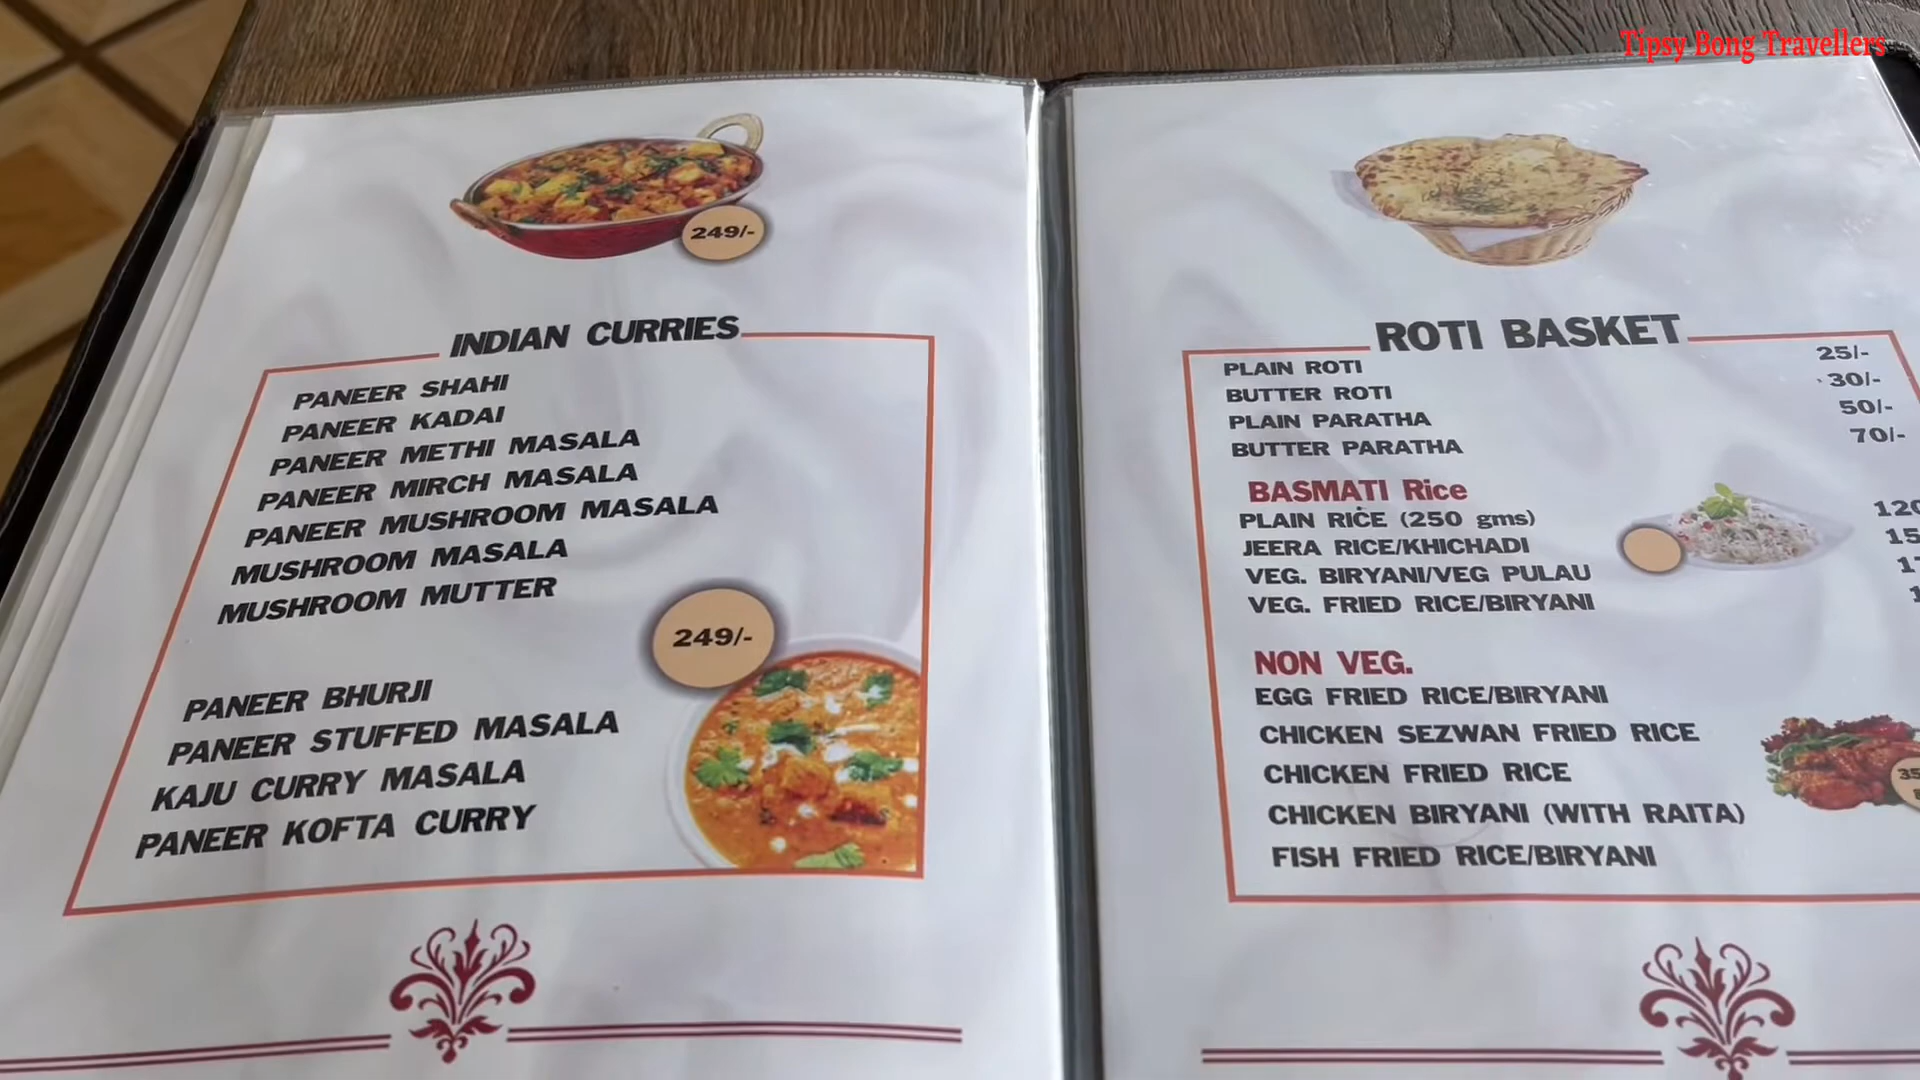 Tipsy Bong Travellers
249/-
INDIAN CURRIES
PANEER SHAHI
PANEER KADAI
PANEER METHI MASALA
PANEER MIRCH MASALA
PANEER MUSHROOM MASALA
MUSHROOM MASALA
MUSHROOM MUTTER
249/-
PANEER BHURJI
PANEER STUFFED MASALA
KAJU CURRY MASALA
PANEER KOFTA CURRY
ROTI BASKET
PLAIN ROTI 25/-
BUTTER ROTI 30/-
PLAIN PARATHA 50/-
BUTTER PARATHA 70/-
BASMATI Rice
PLAIN RICE (250 gms)
JEERA RICE/KHICHADI
VEG. BIRYANI/VEG PULAU
VEG. FRIED RICE/BIRYANI
NON VEG.
EGG FRIED RICE/BIRYANI
CHICKEN SEZWAN FRIED RICE
CHICKEN FRIED RICE
CHICKEN BIRYANI (WITH RAITA)
FISH FRIED RICE/BIRYANI